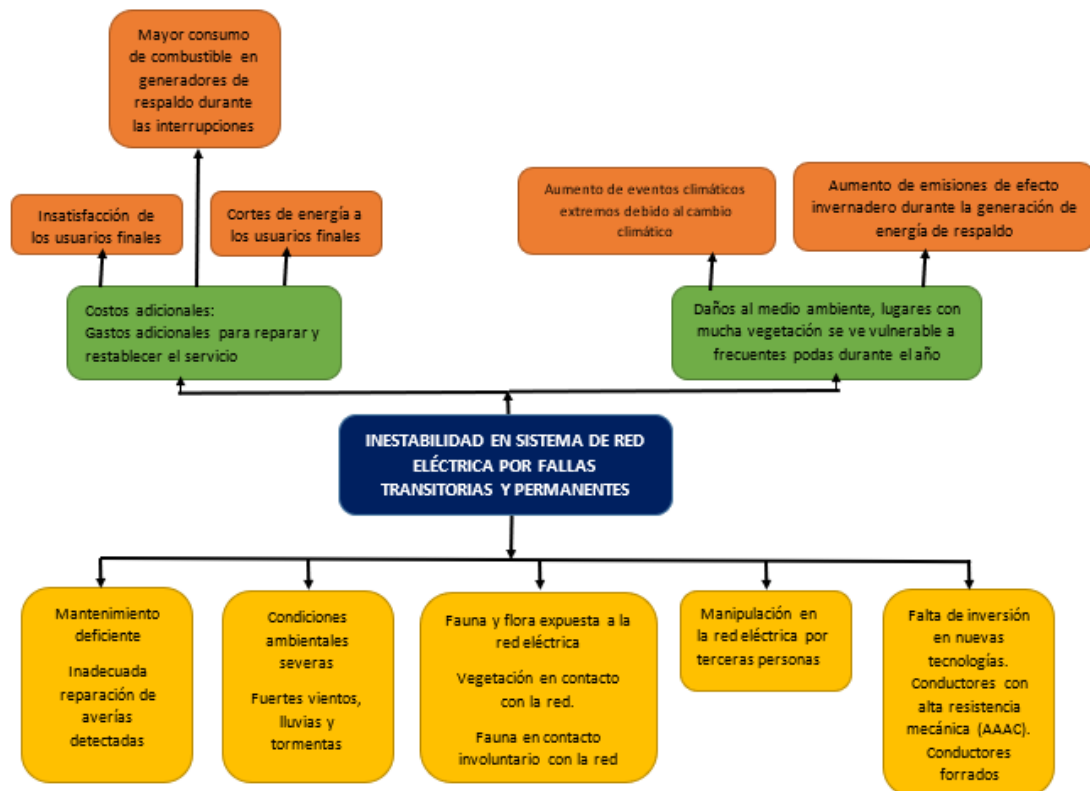 Mayor consumo
de combustible en
generadores de
respaldo durante
las interrupciones
Insatisfacción de
los usuarios finales
Cortes de energía a
los usuarios finales
Aumento de eventos climáticos
extremos debido al cambio
climático
Aumento de emisiones de efecto
invernadero durante la generación de
energía de respaldo
Costos adicionales:
Gastos adicionales para reparar y
restablecer el servicio
Daños al medio ambiente, lugares con
mucha vegetación se ve vulnerable a
frecuentes podas durante el año
INESTABILIDAD EN SISTEMA DE RED
ELÉCTRICA POR FALLAS
TRANSITORIAS Y PERMANENTES
Mantenimiento
deficiente
Inadecuada
reparación de
averías
detectadas
Condiciones
ambientales
severas
Fuertes vientos,
lluvias y
tormentas
Fauna y flora expuesta a la
red eléctrica
Vegetación en contacto
con la red.
Fauna en contacto
involuntario con la red
Manipulación en
la red eléctrica por
terceras personas
Falta de inversión
en nuevas
tecnologías.
Conductores con
alta resistencia
mecánica (AAAC).
Conductores
forrados